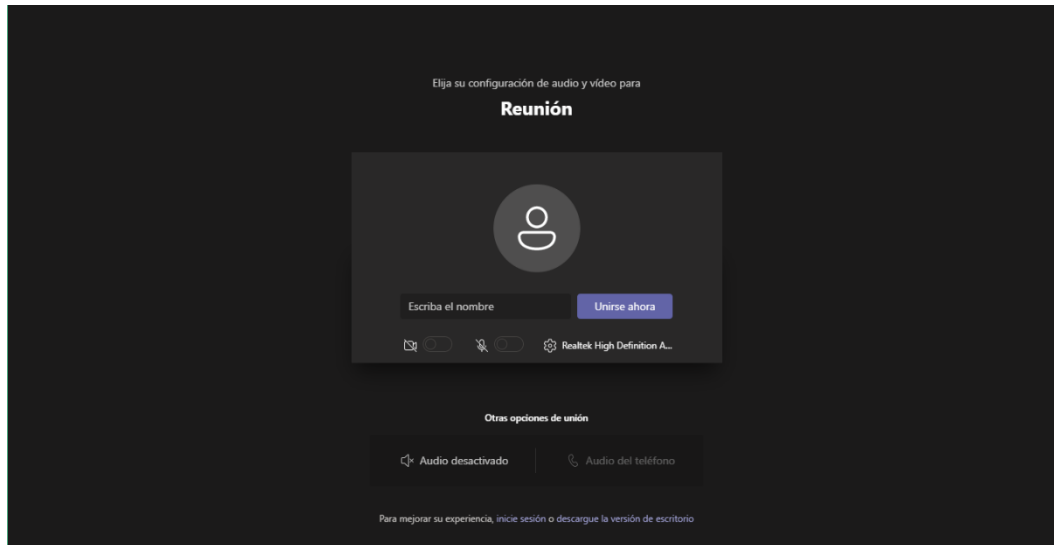 Elija su configuración de audio y vídeo para
Reunión
Escriba el nombre
Unirse ahora
Realtek High Definition A...
Otras opciones de unión
Audio desactivado
Audio del teléfono
Para mejorar su experiencia, inicie sesión o descargue la versión de escritorio